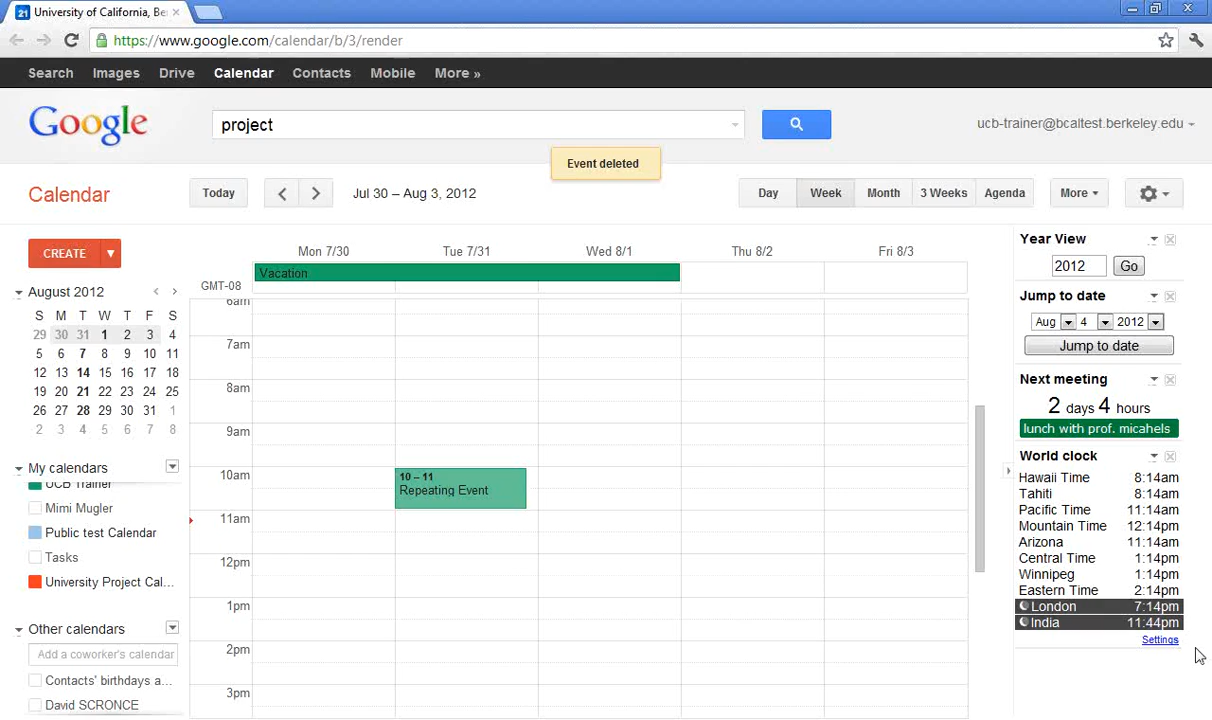 University of California, Be
https://www.google.com/calendar/b/3/render
Search Images Drive Calendar Contacts Mobile More »
Google
project
ucb-trainer@bcaltest.berkeley.edu
Event deleted
Calendar
Today
Jul 30 – Aug 3, 2012
Day Week Month 3 Weeks Agenda More
CREATE
August 2012
S M T W T F S
29 30 31 1 2 3 4
5 6 7 8 9 10 11
12 13 14 15 16 17 18
19 20 21 22 23 24 25
26 27 28 29 30 31 1
2 3 4 5 6 7 8
My calendars
UCB Trainer
Mimi Mugler
Public test Calendar
Tasks
University Project Cal...
Other calendars
Add a coworker's calendar
Contacts' birthdays a...
David SCRONCE
Mon 7/30 Tue 7/31 Wed 8/1 Thu 8/2 Fri 8/3
Vacation
GMT-08
6am
7am
8am
9am
10am
11am
12pm
1pm
2pm
3pm
10 – 11
Repeating Event
Year View
2012 Go
Jump to date
Aug 4 2012
Jump to date
Next meeting
2 days 4 hours
lunch with prof. micahels
World clock
Hawaii Time 8:14am
Tahiti 8:14am
Pacific Time 11:14am
Mountain Time 12:14pm
Arizona 11:14am
Central Time 1:14pm
Winnipeg 1:14pm
Eastern Time 2:14pm
London 7:14pm
India 11:44pm
Settings